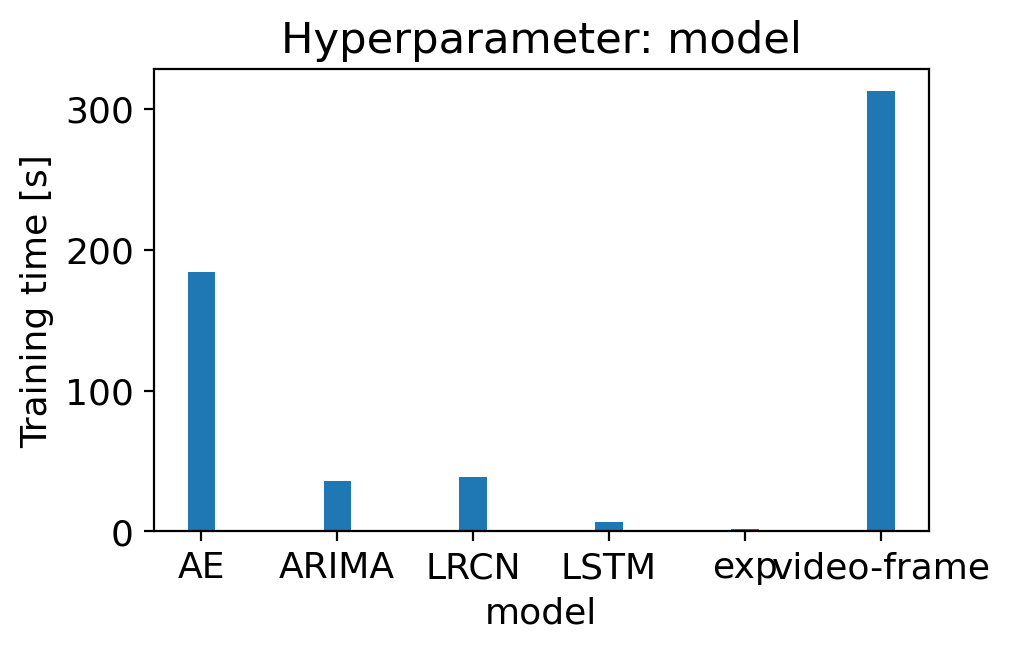 Hyperparameter: model
Training time [s]
300
200
100
0
AE ARIMA LRCN LSTM exp video-frame
model